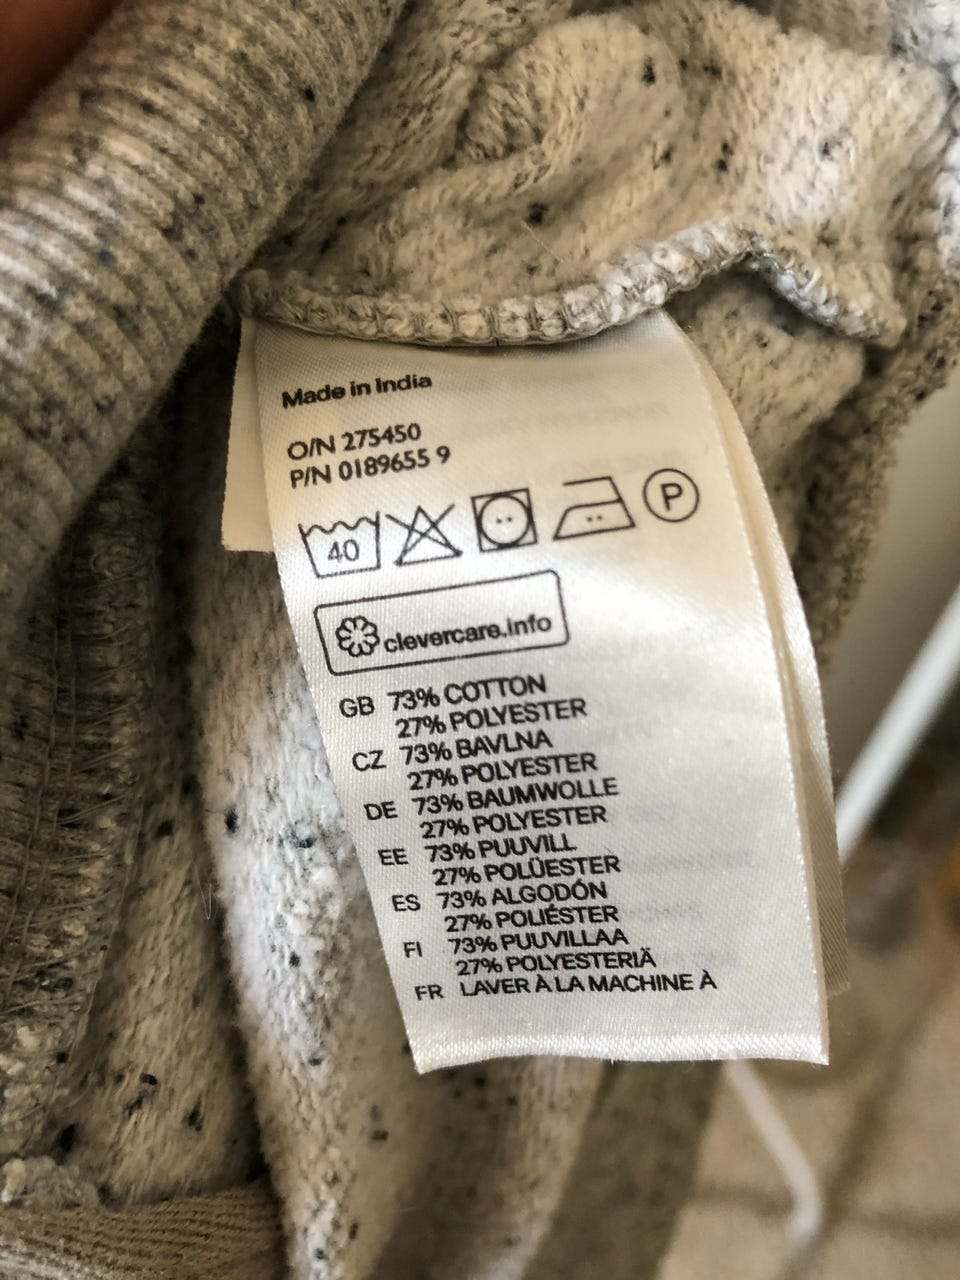 Made in India
O/N 275450
P/N 0189655 9
40
P
clevercare.info
GB 73% COTTON
27% POLYESTER
CZ 73% BAVLNA
27% POLYESTER
DE 73% BAUMWOLLE
27% POLYESTER
EE 73% PUUVILL
27% POLÜESTER
ES 73% ALGODÓN
27% POLIÉSTER
FI 73% PUUVILLAA
27% POLYESTERIÄ
FR LAVER À LA MACHINE À